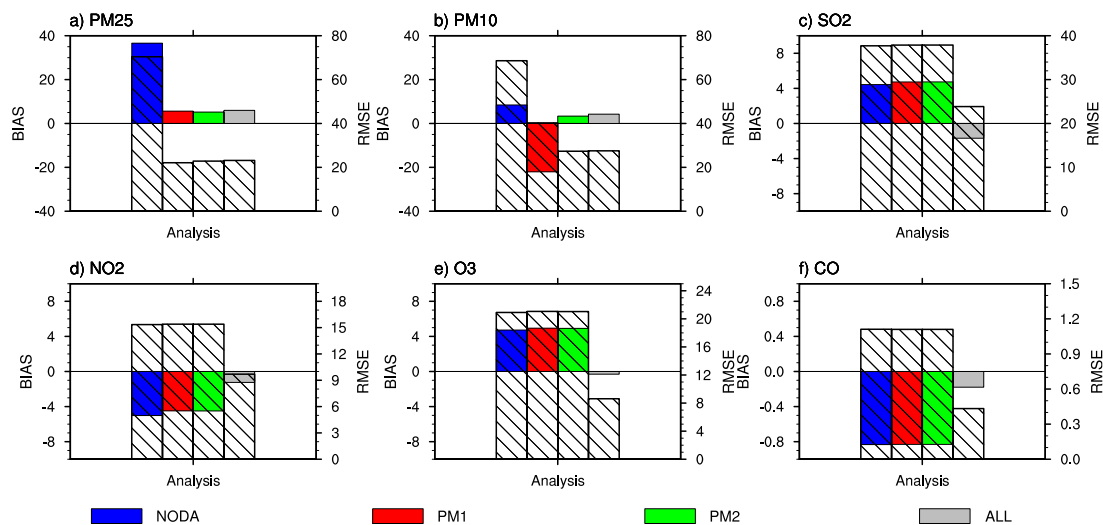 a) PM25
b) PM10
c) SO2
40
20
0
-20
-40
BIAS
80
60
40
20
0
RMSE
Analysis
40
20
0
-20
-40
BIAS
80
60
40
20
0
RMSE
Analysis
8
4
0
-4
-8
BIAS
40
30
20
10
0
RMSE
Analysis
d) NO2
e) O3
f) CO
8
4
0
-4
-8
BIAS
18
15
12
9
6
3
0
RMSE
Analysis
8
4
0
-4
-8
BIAS
24
20
16
12
8
4
0
RMSE
Analysis
0.8
0.4
0.0
-0.4
-0.8
BIAS
1.5
1.2
0.9
0.6
0.3
0.0
RMSE
Analysis
NODA PM1 PM2 ALL